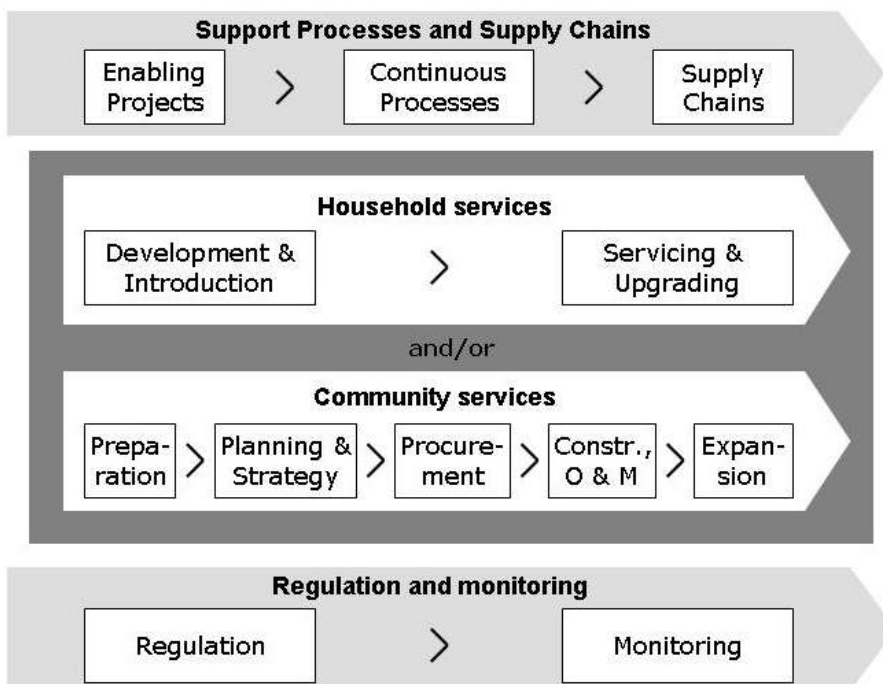 Support Processes and Supply Chains
Enabling
Projects
>
Continuous
Processes
>
Supply
Chains
Household services
Development &
Introduction
>
Servicing &
Upgrading
and/or
Community services
Prepa-
ration
>
Planning &
Strategy
>
Procure-
ment
>
Constr.,
O & M
>
Expan-
sion
Regulation and monitoring
Regulation
>
Monitoring